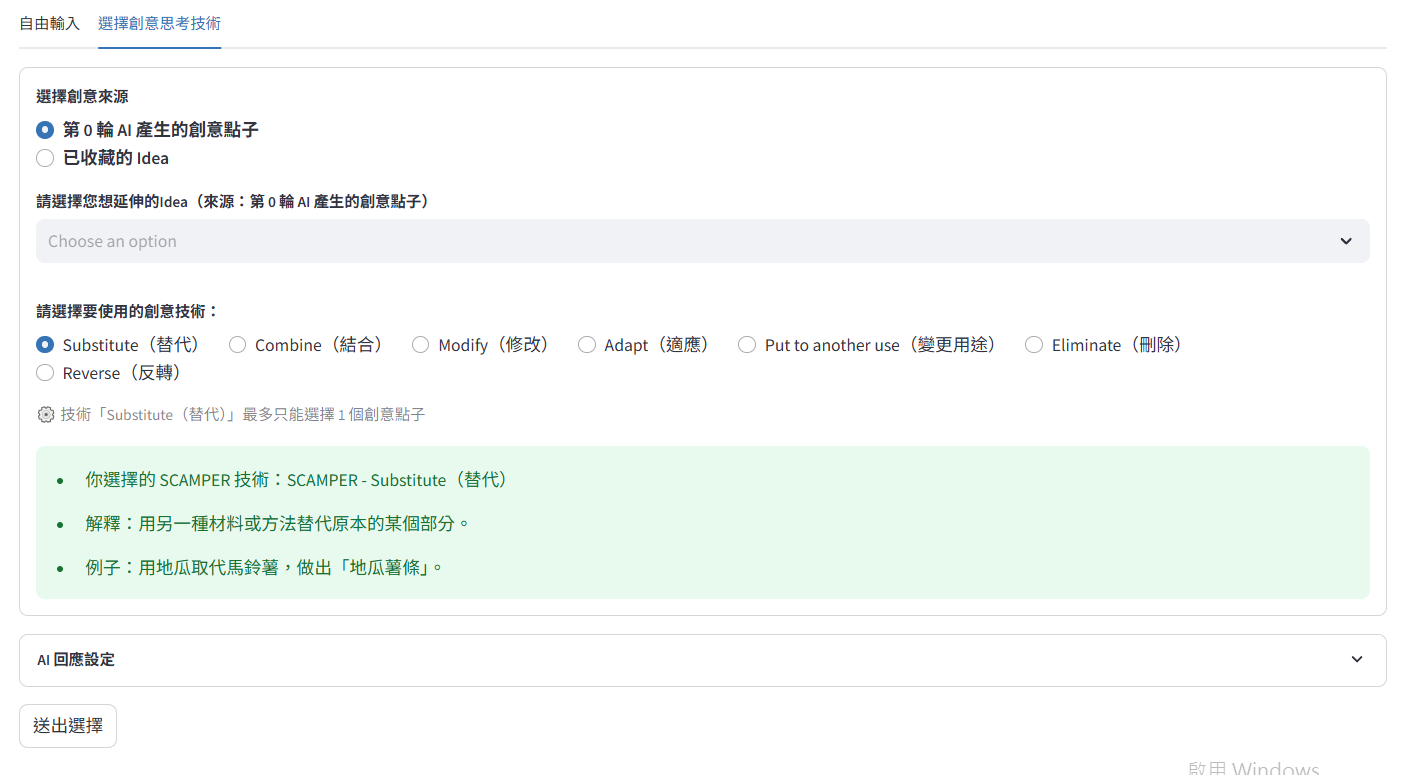 自由輸入 選擇創意思考技術
選擇創意來源
第 0 輪 AI 產生的創意點子
已收藏的 Idea
請選擇您想延伸的Idea（來源：第 0 輪 AI 產生的創意點子）
Choose an option
請選擇要使用的創意技術：
Substitute（替代） Combine（結合） Modify（修改） Adapt（適應） Put to another use（變更用途） Eliminate（刪除）
Reverse（反轉）
技術「Substitute（替代）」最多只能選擇 1 個創意點子
你選擇的 SCAMPER 技術：SCAMPER - Substitute（替代）
解釋：用另一種材料或方法替代原本的某個部分。
例子：用地瓜取代馬鈴薯，做出「地瓜薯條」。
AI 回應設定
送出選擇
啟用 Windows